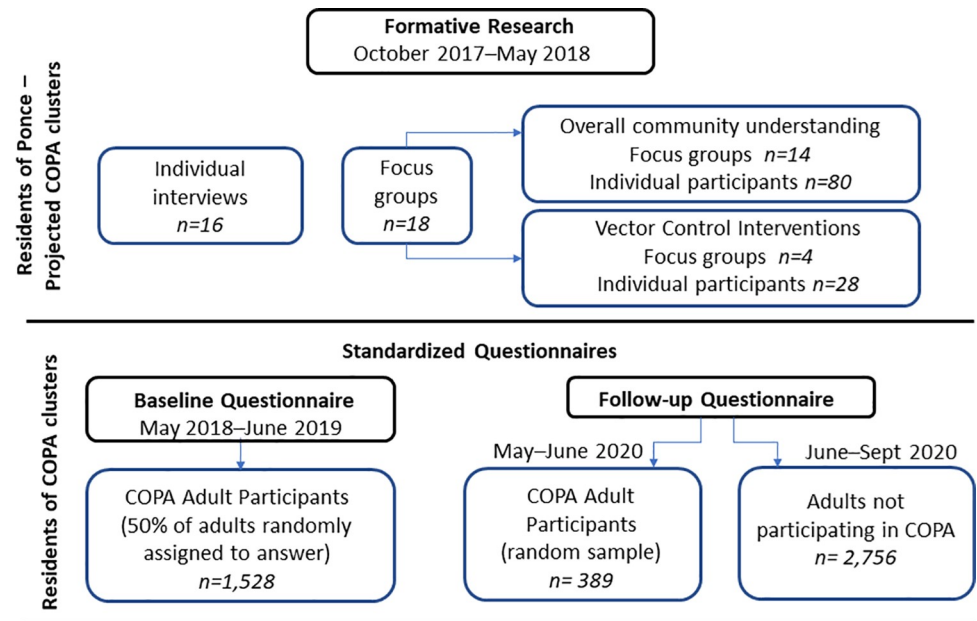 Formative Research
October 2017–May 2018
Residents of Ponce –
Projected COPA clusters
Individual
interviews
n=16
Focus
groups
n=18
Overall community understanding
Focus groups n=14
Individual participants n=80
Vector Control Interventions
Focus groups n=4
Individual participants n=28
Residents of COPA clusters
Standardized Questionnaires
Baseline Questionnaire
May 2018–June 2019
COPA Adult Participants
(50% of adults randomly
assigned to answer)
n=1,528
Follow-up Questionnaire
May–June 2020
COPA Adult
Participants
(random sample)
n= 389
June–Sept 2020
Adults not
participating in COPA
n= 2,756